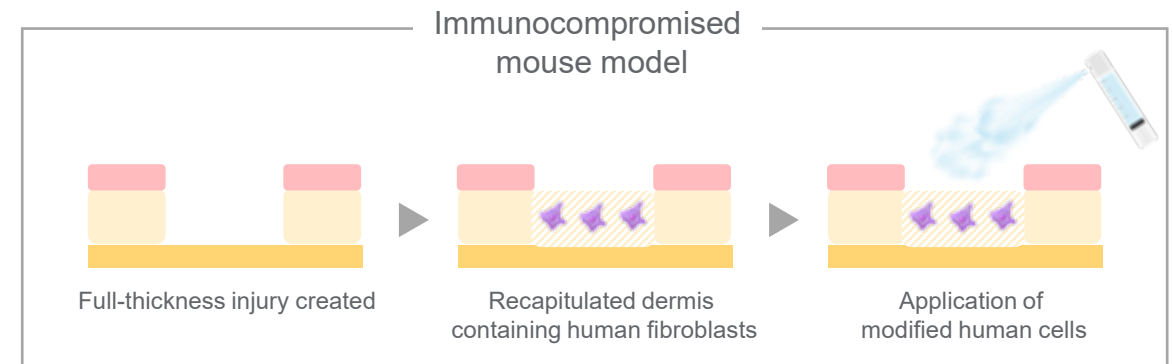 Immunocompromised
mouse model
Full-thickness injury created
Recapitulated dermis
containing human fibroblasts
Application of
modified human cells